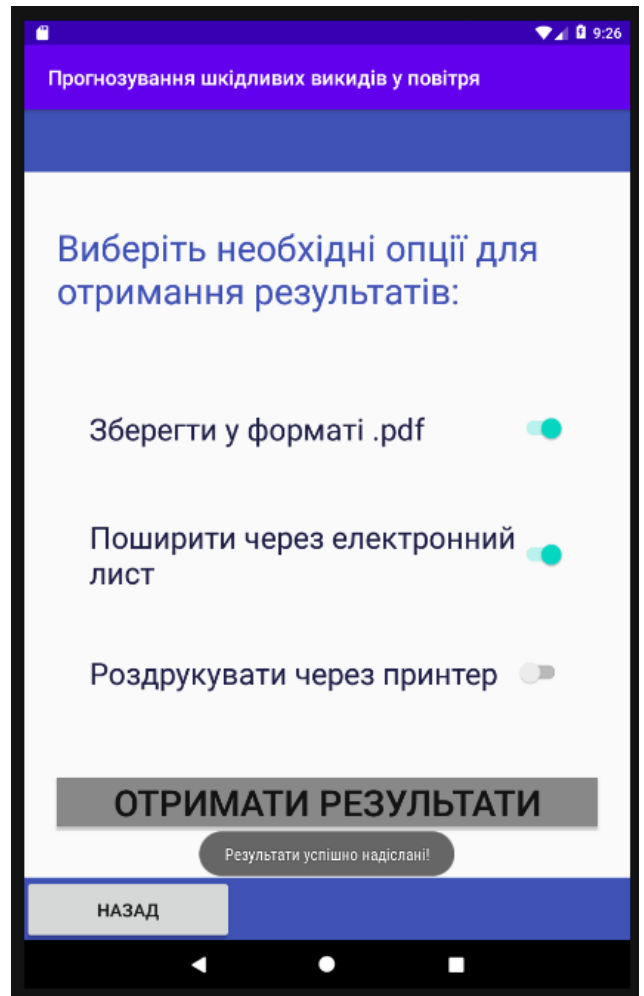 9:26
Прогнозування шкідливих викидів у повітря
Виберіть необхідні опції для
отримання результатів:
Зберегти у форматі .pdf
Поширити через електронний
лист
Роздрукувати через принтер
ОТРИМАТИ РЕЗУЛЬТАТИ
Результати успішно надіслані!
НАЗАД